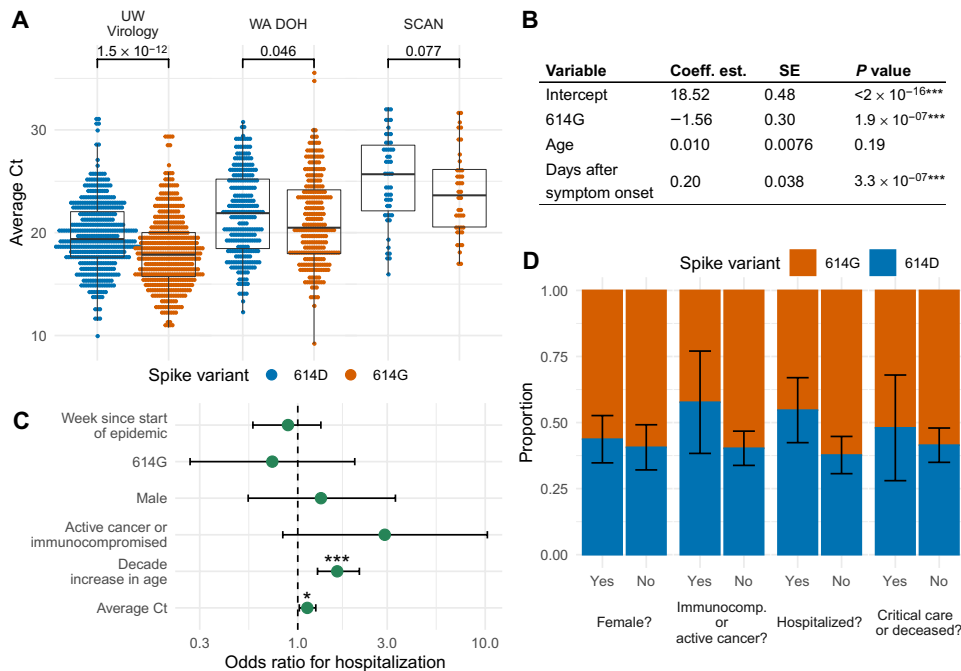 A
UW
Virology
WA DOH
SCAN
1.5 × 10−12
0.046
0.077
Average Ct
30
20
10
Spike variant 614D 614G
B
Variable Coeff. est. SE P value
Intercept 18.52 0.48 <2 × 10−16***
614G −1.56 0.30 1.9 × 10−07***
Age 0.010 0.0076 0.19
Days after
symptom onset 0.20 0.038 3.3 × 10−07***
C
Week since start
of epidemic
614G
Male
Active cancer or
immunocompromised
Decade
increase in age
***
Average Ct
*
0.3 1.0 3.0 10.0
Odds ratio for hospitalization
D
Spike variant 614G 614D
Proportion
1.00
0.75
0.50
0.25
0.00
Yes No Yes No Yes No Yes No
Female?
Immunocomp.
or
active cancer?
Hospitalized?
Critical care
or deceased?